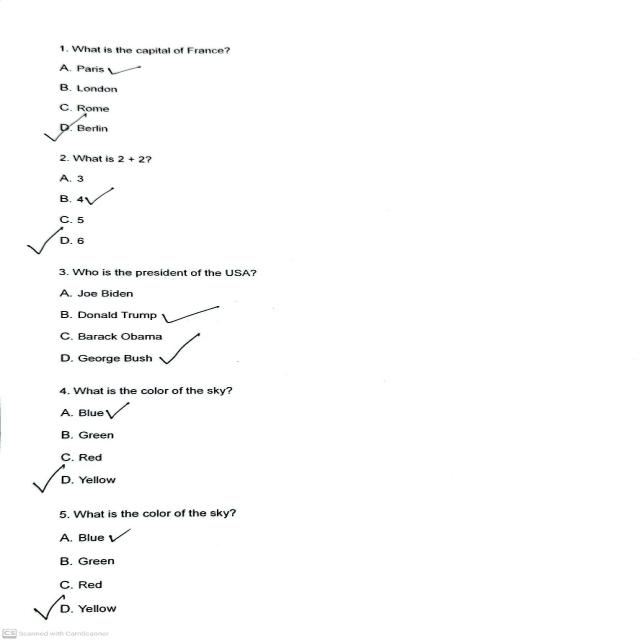 1. What is the capital of France?
A. Paris
B. London
C. Rome
D. Berlin
2. What is 2 + 2?
A. 3
B. 4
C. 5
D. 6
3. Who is the president of the USA?
A. Joe Biden
B. Donald Trump
C. Barack Obama
D. George Bush
4. What is the color of the sky?
A. Blue
B. Green
C. Red
D. Yellow
5. What is the color of the sky?
A. Blue
B. Green
C. Red
D. Yellow
CS Scanned with CamScanner